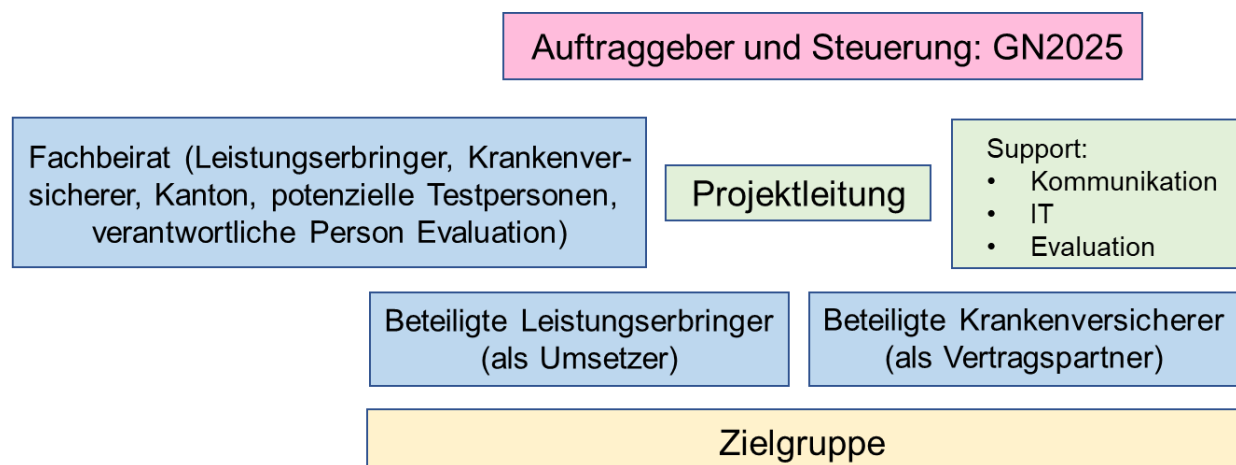 Auftraggeber und Steuerung: GN2025
Fachbeirat (Leistungserbringer, Krankenver-
sicherer, Kanton, potenzielle Testpersonen,
verantwortliche Person Evaluation)
Projektleitung
Support:
• Kommunikation
• IT
• Evaluation
Beteiligte Leistungserbringer
(als Umsetzer)
Beteiligte Krankenversicherer
(als Vertragspartner)
Zielgruppe